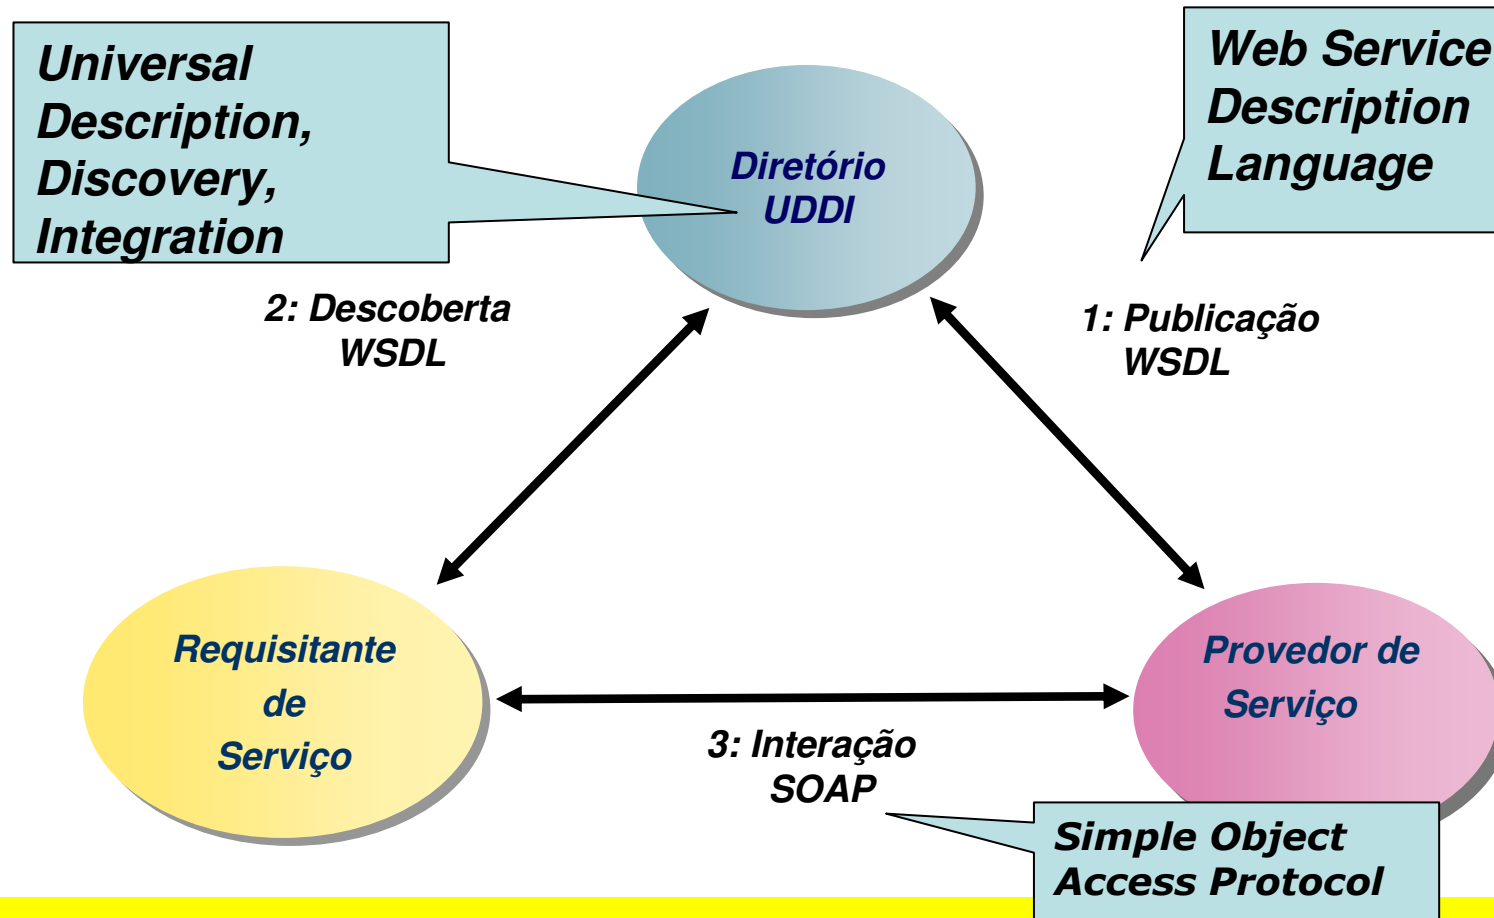 Universal
Description,
Discovery,
Integration
Web Service
Description
Language
Diretório
UDDI
2: Descoberta
WSDL
1: Publicação
WSDL
Requisitante
de
Serviço
Provedor de
Serviço
3: Interação
SOAP
Simple Object
Access Protocol